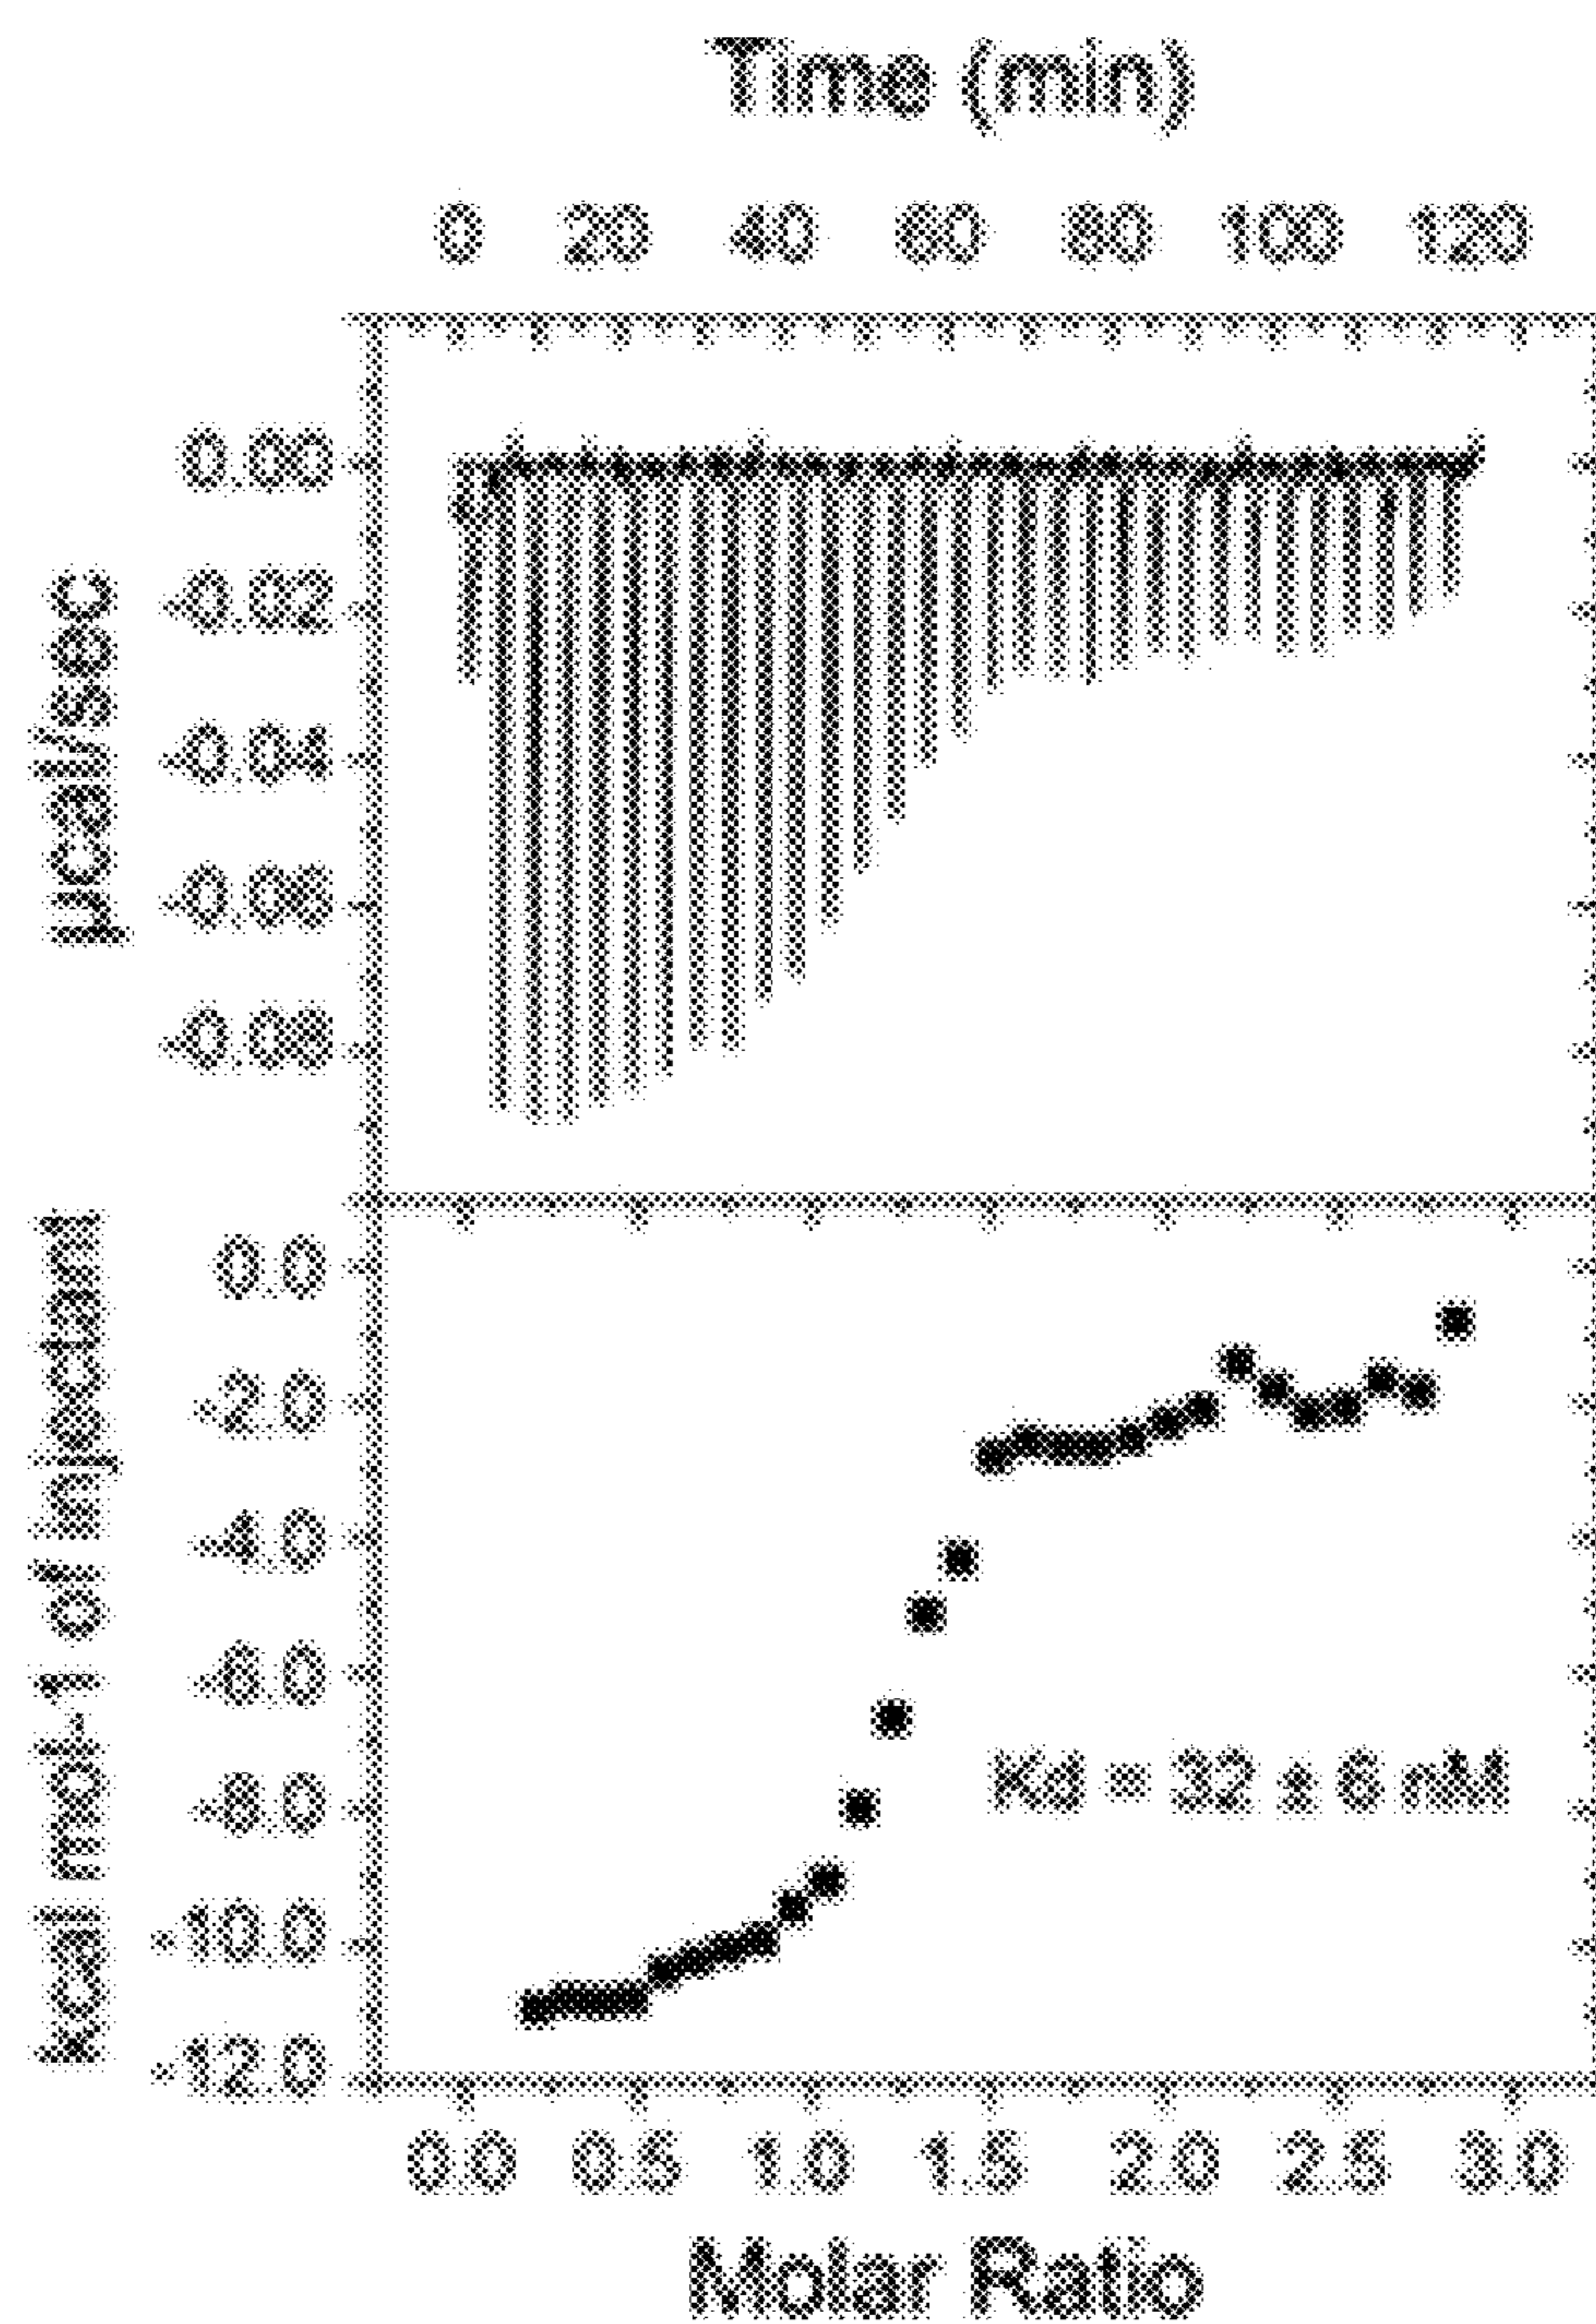 Time (min)
0 20 40 60 80 100 120
µcal/sec
0.00
-0.02
-0.04
-0.06
-0.08
kcal mol-1 of injectant
0.0
-2.0
-4.0
-6.0
-8.0
-10.0
-12.0
Kd = 32 ± 6 nM
0.0 0.5 1.0 1.5 2.0 2.5 3.0
Molar Ratio